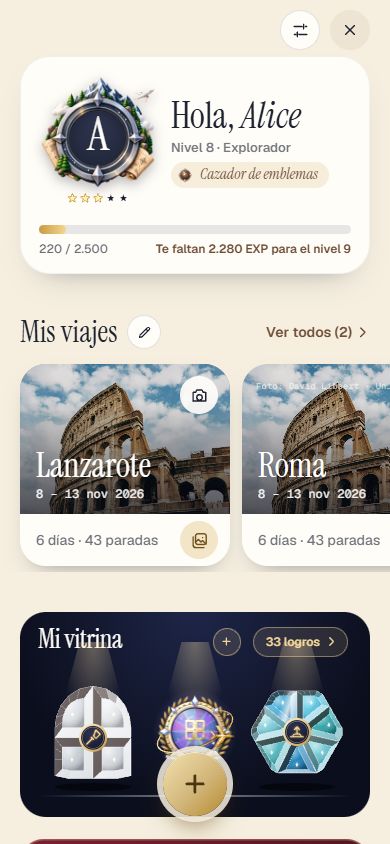 A
Hola, Alice
Nivel 8 · Explorador
Cazador de emblemas
220 / 2.500
Te faltan 2.280 EXP para el nivel 9
Mis viajes
Ver todos (2)
Lanzarote
8 – 13 nov 2026
6 días · 43 paradas
Foto: David Libbert · Un
Roma
8 – 13 nov 2026
6 días · 43 paradas
Mi vitrina
+
33 logros
+